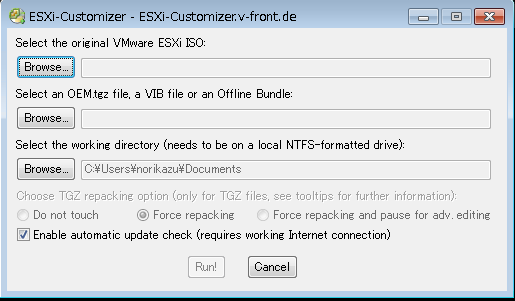 ESXi-Customizer - ESXi-Customizer.v-front.de
Select the original VMware ESXi ISO:
Browse...
Select an OEM.tgz file, a VIB file or an Offline Bundle:
Browse...
Select the working directory (needs to be on a local NTFS-formatted drive):
Browse... C:¥Users¥norikazu¥Documents
Choose TGZ repacking option (only for TGZ files, see tooltips for further information):
Do not touch Force repacking Force repacking and pause for adv. editing
Enable automatic update check (requires working Internet connection)
Run! Cancel